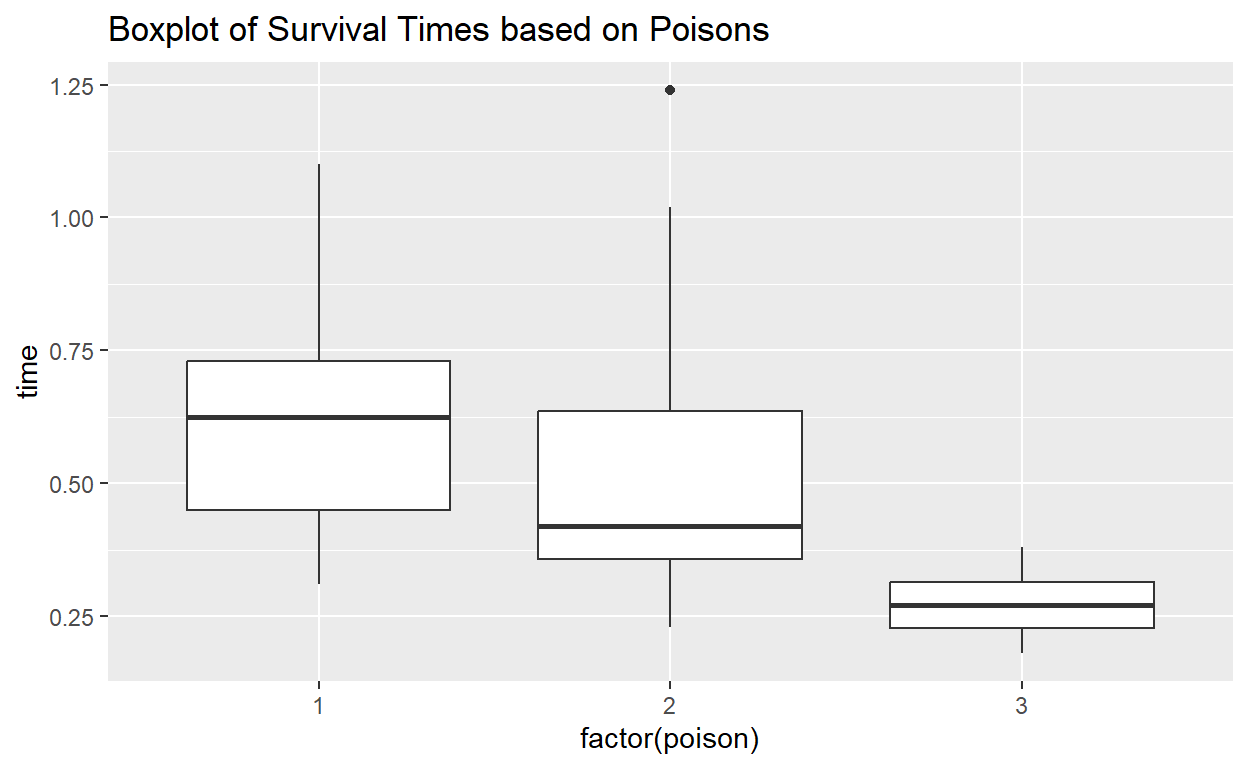 Boxplot of Survival Times based on Poisons
1.25
1.00
0.75
0.50
0.25
time
1 2 3
factor(poison)